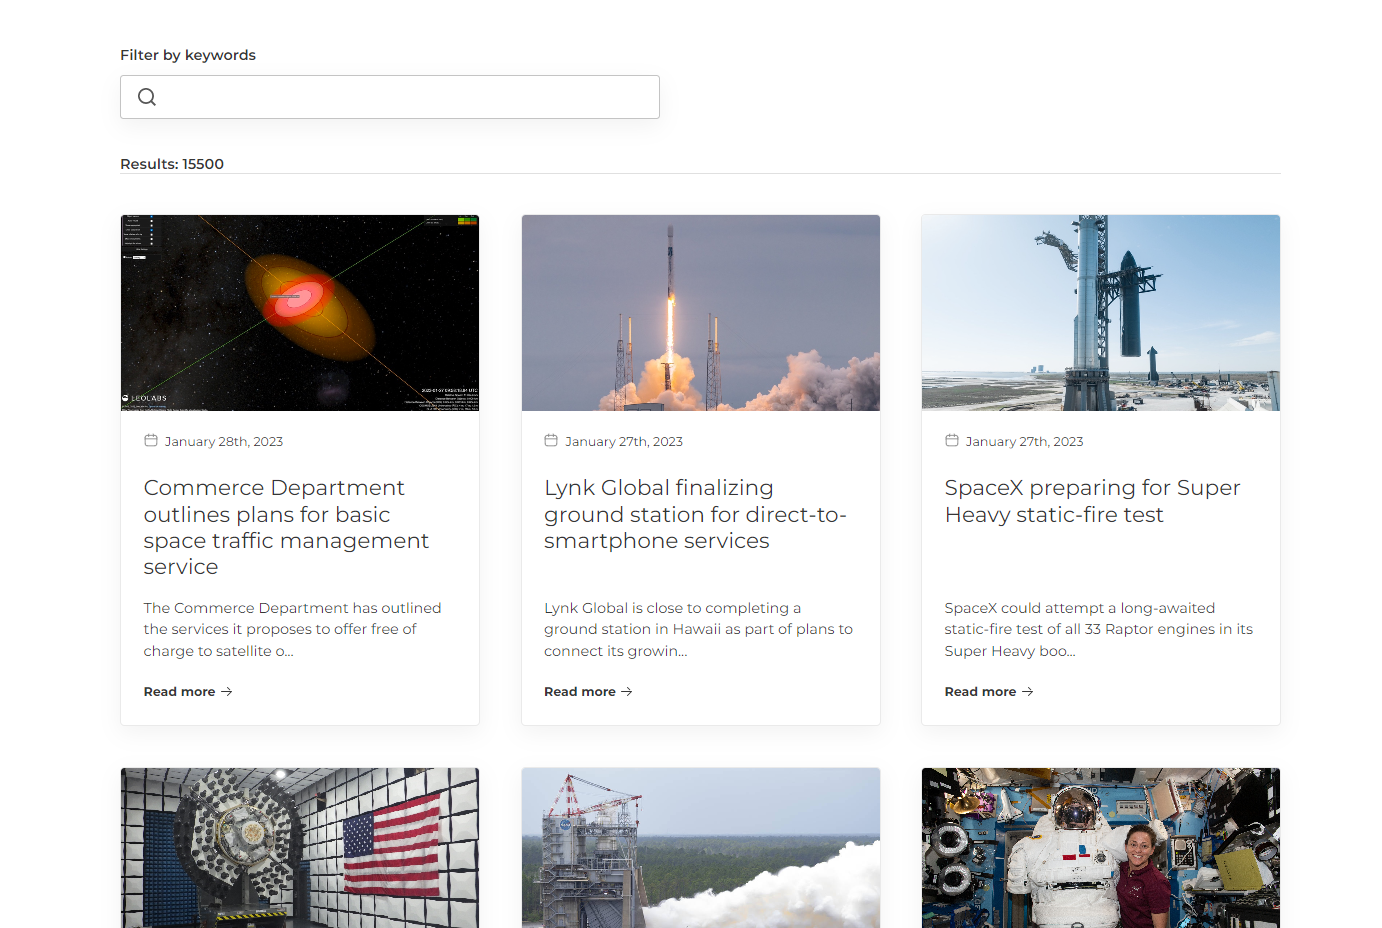 Filter by keywords
Results: 15500
LEOLABS
January 28th, 2023
Commerce Department
outlines plans for basic
space traffic management
service
The Commerce Department has outlined
the services it proposes to offer free of
charge to satellite o...
Read more
January 27th, 2023
Lynk Global finalizing
ground station for direct-to-
smartphone services
Lynk Global is close to completing a
ground station in Hawaii as part of plans to
connect its growin...
Read more
January 27th, 2023
SpaceX preparing for Super
Heavy static-fire test
SpaceX could attempt a long-awaited
static-fire test of all 33 Raptor engines in its
Super Heavy boo...
Read more